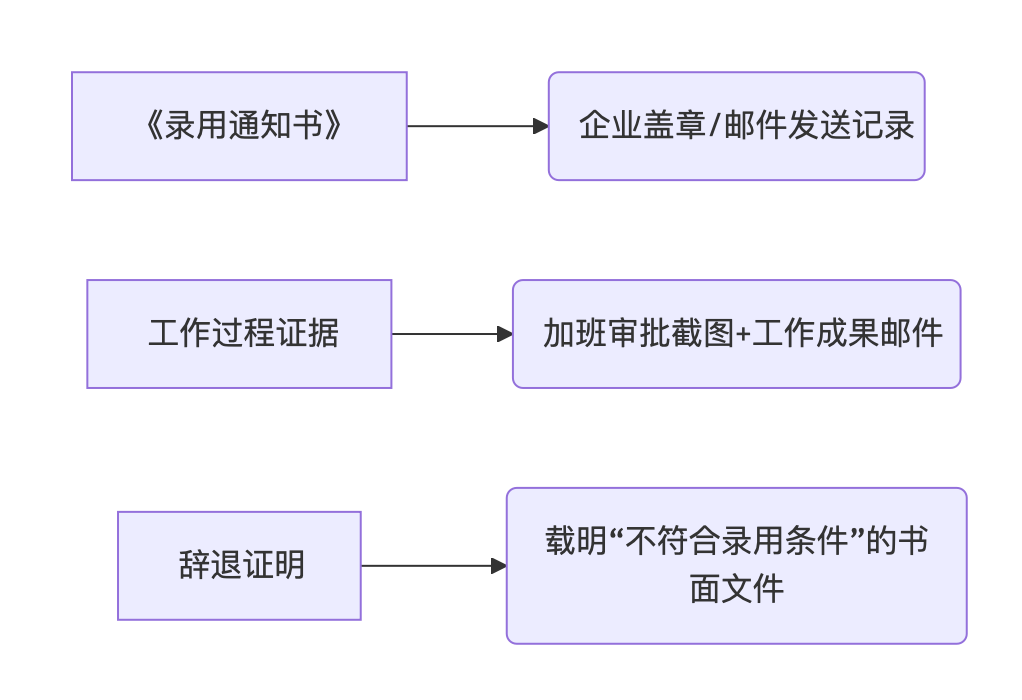 《录用通知书》
企业盖章/邮件发送记录
工作过程证据
加班审批截图+工作成果邮件
辞退证明
载明“不符合录用条件”的书
面文件